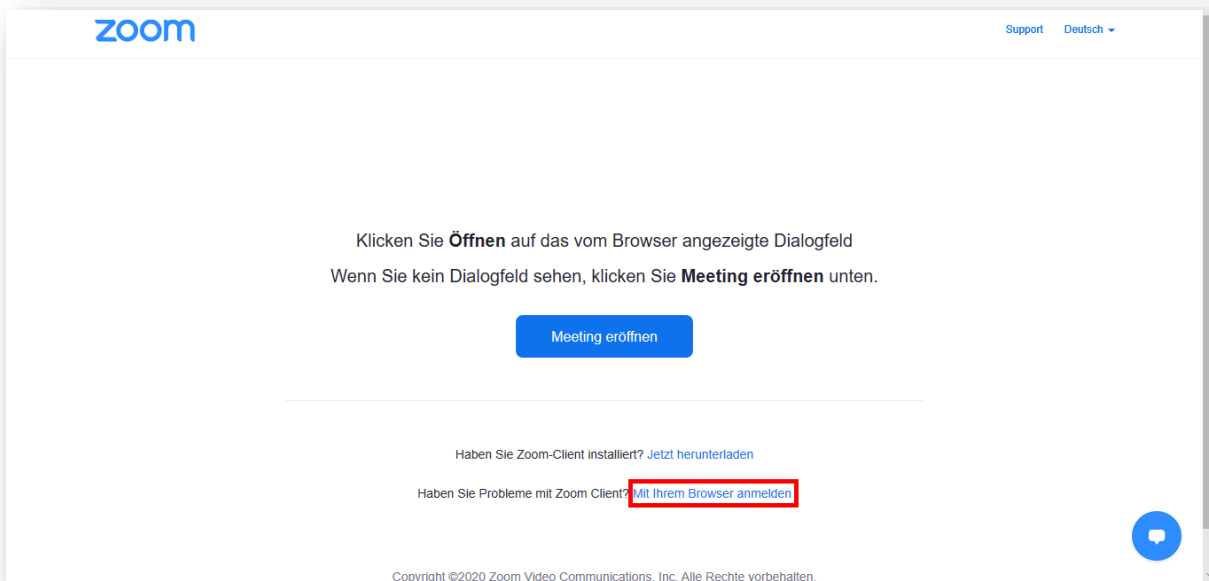 zoom
Support Deutsch
Klicken Sie Öffnen auf das vom Browser angezeigte Dialogfeld
Wenn Sie kein Dialogfeld sehen, klicken Sie Meeting eröffnen unten.
Meeting eröffnen
Haben Sie Zoom-Client installiert? Jetzt herunterladen
Haben Sie Probleme mit Zoom Client? Mit Ihrem Browser anmelden
Copyright ©2020 Zoom Video Communications, Inc. Alle Rechte vorbehalten.